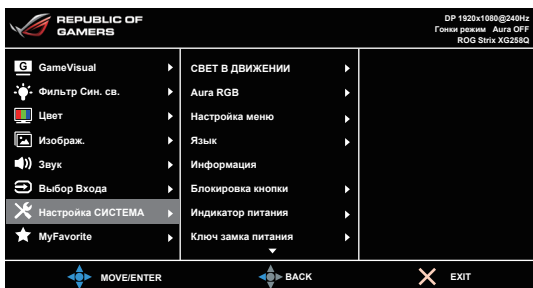 REPUBLIC OF
GAMERS
DP 1920x1080@240Hz
Гонки режим Aura OFF
ROG Strix XG258Q
G GameVisual
Фильтр Син. св.
Цвет
Изображ.
Звук
Выбор Входа
Настройка СИСТЕМА
MyFavorite
СВЕТ В ДВИЖЕНИИ
Aura RGB
Настройка меню
Язык
Информация
Блокировка кнопки
Индикатор питания
Ключ замка питания
MOVE/ENTER
BACK
EXIT